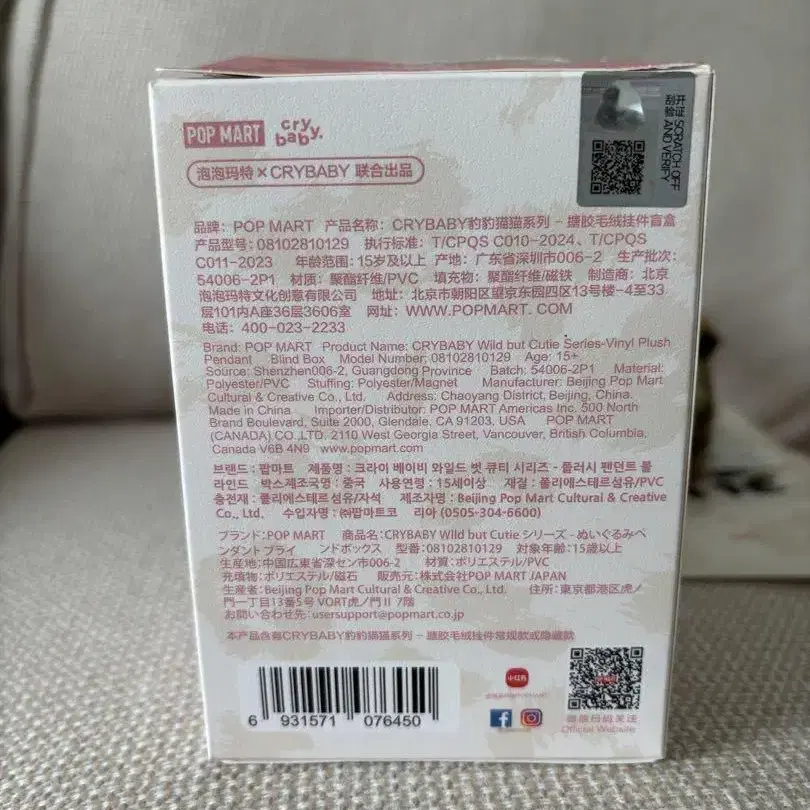 POP MART cry baby.
泡泡玛特 × CRYBABY 联合出品
开逕刮验
SCRATCH OFF AND VERIFY
品牌：POP MART 产品名称：CRYBABY豹豹猫猫系列 - 搪胶毛绒挂件盲盒
产品型号：08102810129 执行标准：T/CPQS C010-2024、T/CPQS
C011-2023 年龄范围：15岁及以上 产地：广东省深圳市006-2 生产批次：
54006-2P1 材质：聚酯纤维/PVC 填充物：聚酯纤维/磁铁 制造商：北京
泡泡玛特文化创意有限公司 地址：北京市朝阳区望京东园四区13号楼-4至33
层101内A座36层3606室 网址：WWW.POPMART.COM
电话：400-023-2233
Brand: POP MART Product Name: CRYBABY Wild but Cutie Series-Vinyl Plush
Pendant Blind Box Model Number: 08102810129 Age: 15+
Source: Shenzhen006-2, Guangdong Province Batch: 54006-2P1 Material:
Polyester/PVC Stuffing: Polyester/Magnet Manufacturer: Beijing Pop Mart
Cultural & Creative Co., Ltd. Address: Chaoyang District, Beijing, China.
Made in China Importer/Distributor: POP MART Americas Inc. 500 North
Brand Boulevard, Suite 2000, Glendale, CA 91203, USA POP MART
(CANADA) CO.,LTD. 2110 West Georgia Street, Vancouver, British Columbia,
Canada V6B 4N9 www.popmart.com
브랜드 : 팝마트 제품명 : 크라이 베이비 와일드 벗 큐티 시리즈 - 플러시 펜던트 블
라인드 박스제조국명 : 중국 사용연령 : 15세이상 재질 : 폴리에스테르섬유/PVC
충전재 : 폴리에스테르섬유/자석 제조자명 : Beijing Pop Mart Cultural & Creative
Co., Ltd. 수입자명 : ㈜팝마트코리아 (0505-304-6600)
ブランド：POP MART 商品名：CRYBABY Wild but Cutie シリーズ - ぬいぐるみペ
ンダント ブライ ンドボックス 型番：08102810129 対象年齢：15歳以上
生産地：中国広東省深セン市006-2 材質：ポリエステル/PVC
充填物：ポリエステル/磁石 販売元：株式会社POP MART JAPAN
生産者：Beijing Pop Mart Cultural & Creative Co., Ltd. 住所：東京都港区虎ノ
門一丁目13番5号 VORT虎ノ門Ⅱ 7階
お問い合わせ先：usersupport@popmart.co.jp
本产品含有CRYBABY豹豹猫猫系列 - 搪胶毛绒挂件常规款或隐藏款
小红书
6 931571 076450
微信扫码关注
Official Website